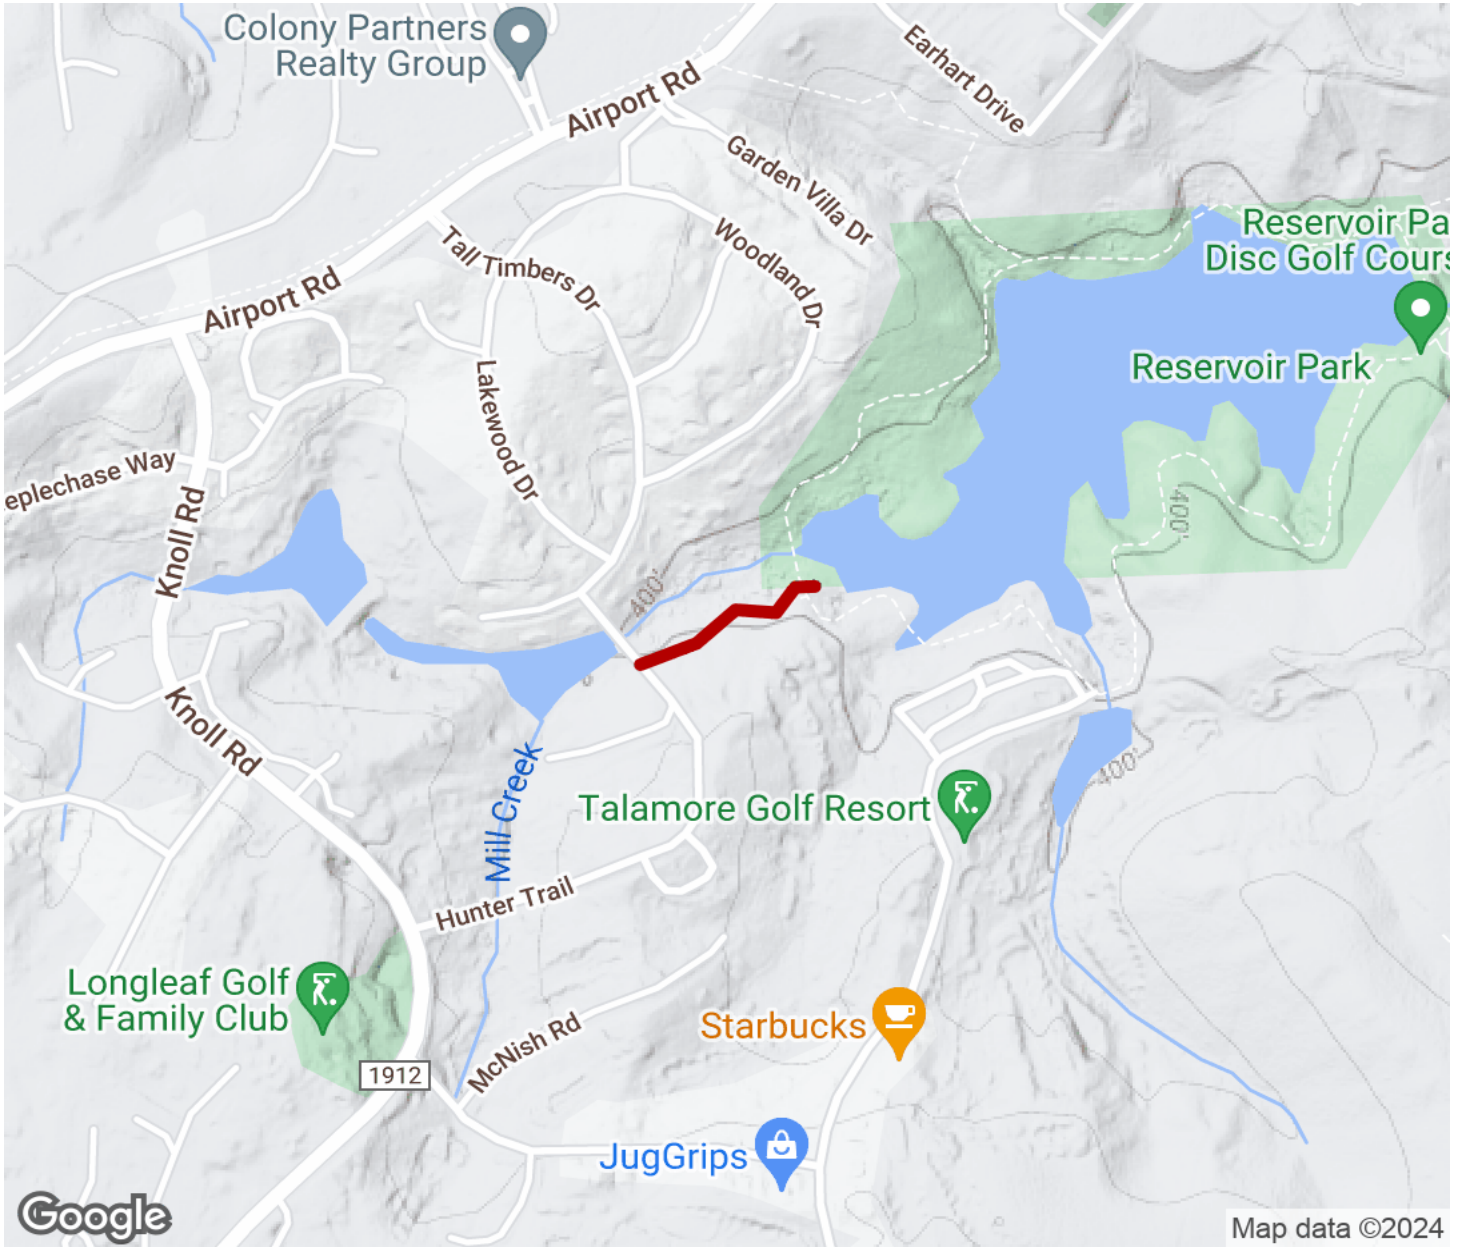 Colony Partners
Realty Group
Airport Rd
Earhart Drive
Garden Villa Dr
Woodland Dr
Tall Timbers Dr
Airport Rd
Reservoir Pa
Disc Golf Cours
Reservoir Park
Lakewood Dr
eplechase Way
Knoll Rd
400'
400'
Knoll Rd
Mill Creek
400'
Talamore Golf Resort
Hunter Trail
Longleaf Golf
& Family Club
Starbucks
McNish Rd
1912
JugGrips
Google
Map data ©2024